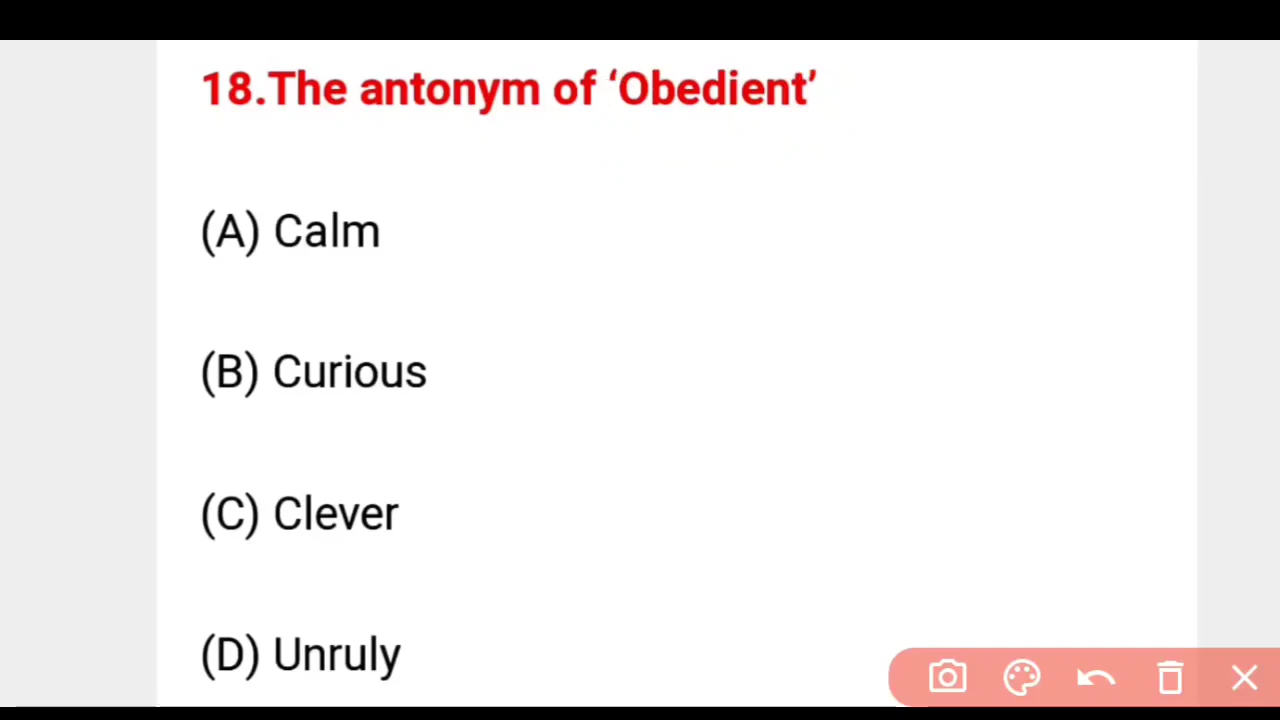 18.The antonym of ‘Obedient’
(A) Calm
(B) Curious
(C) Clever
(D) Unruly